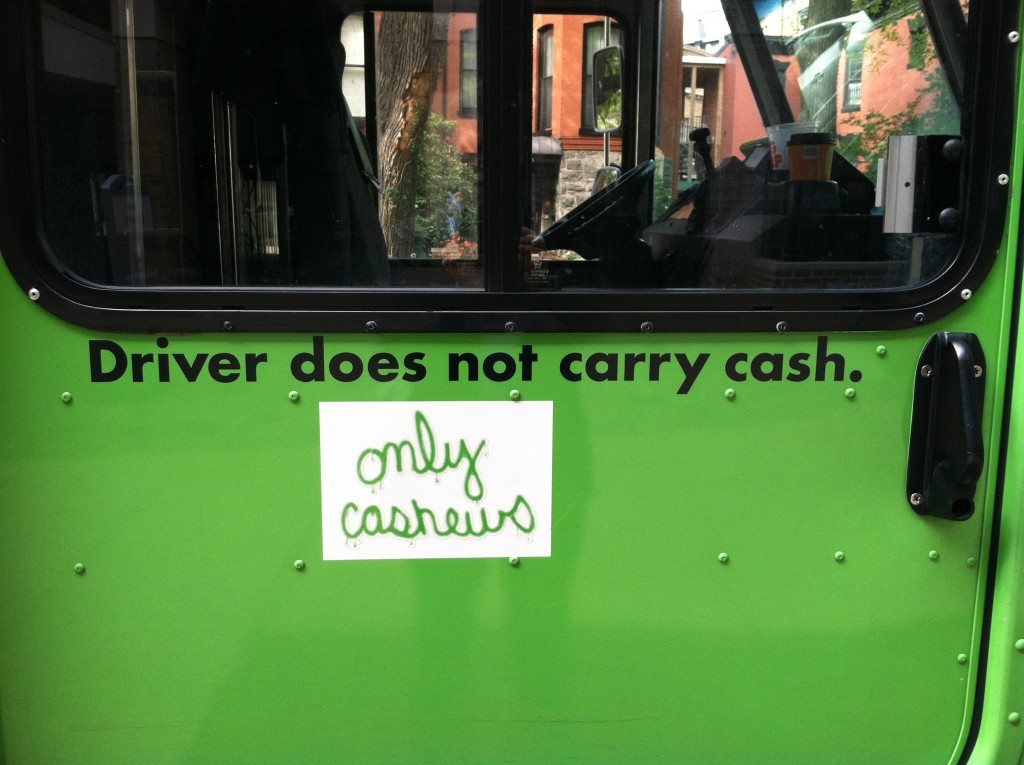 Driver does not carry cash.
only
cashews